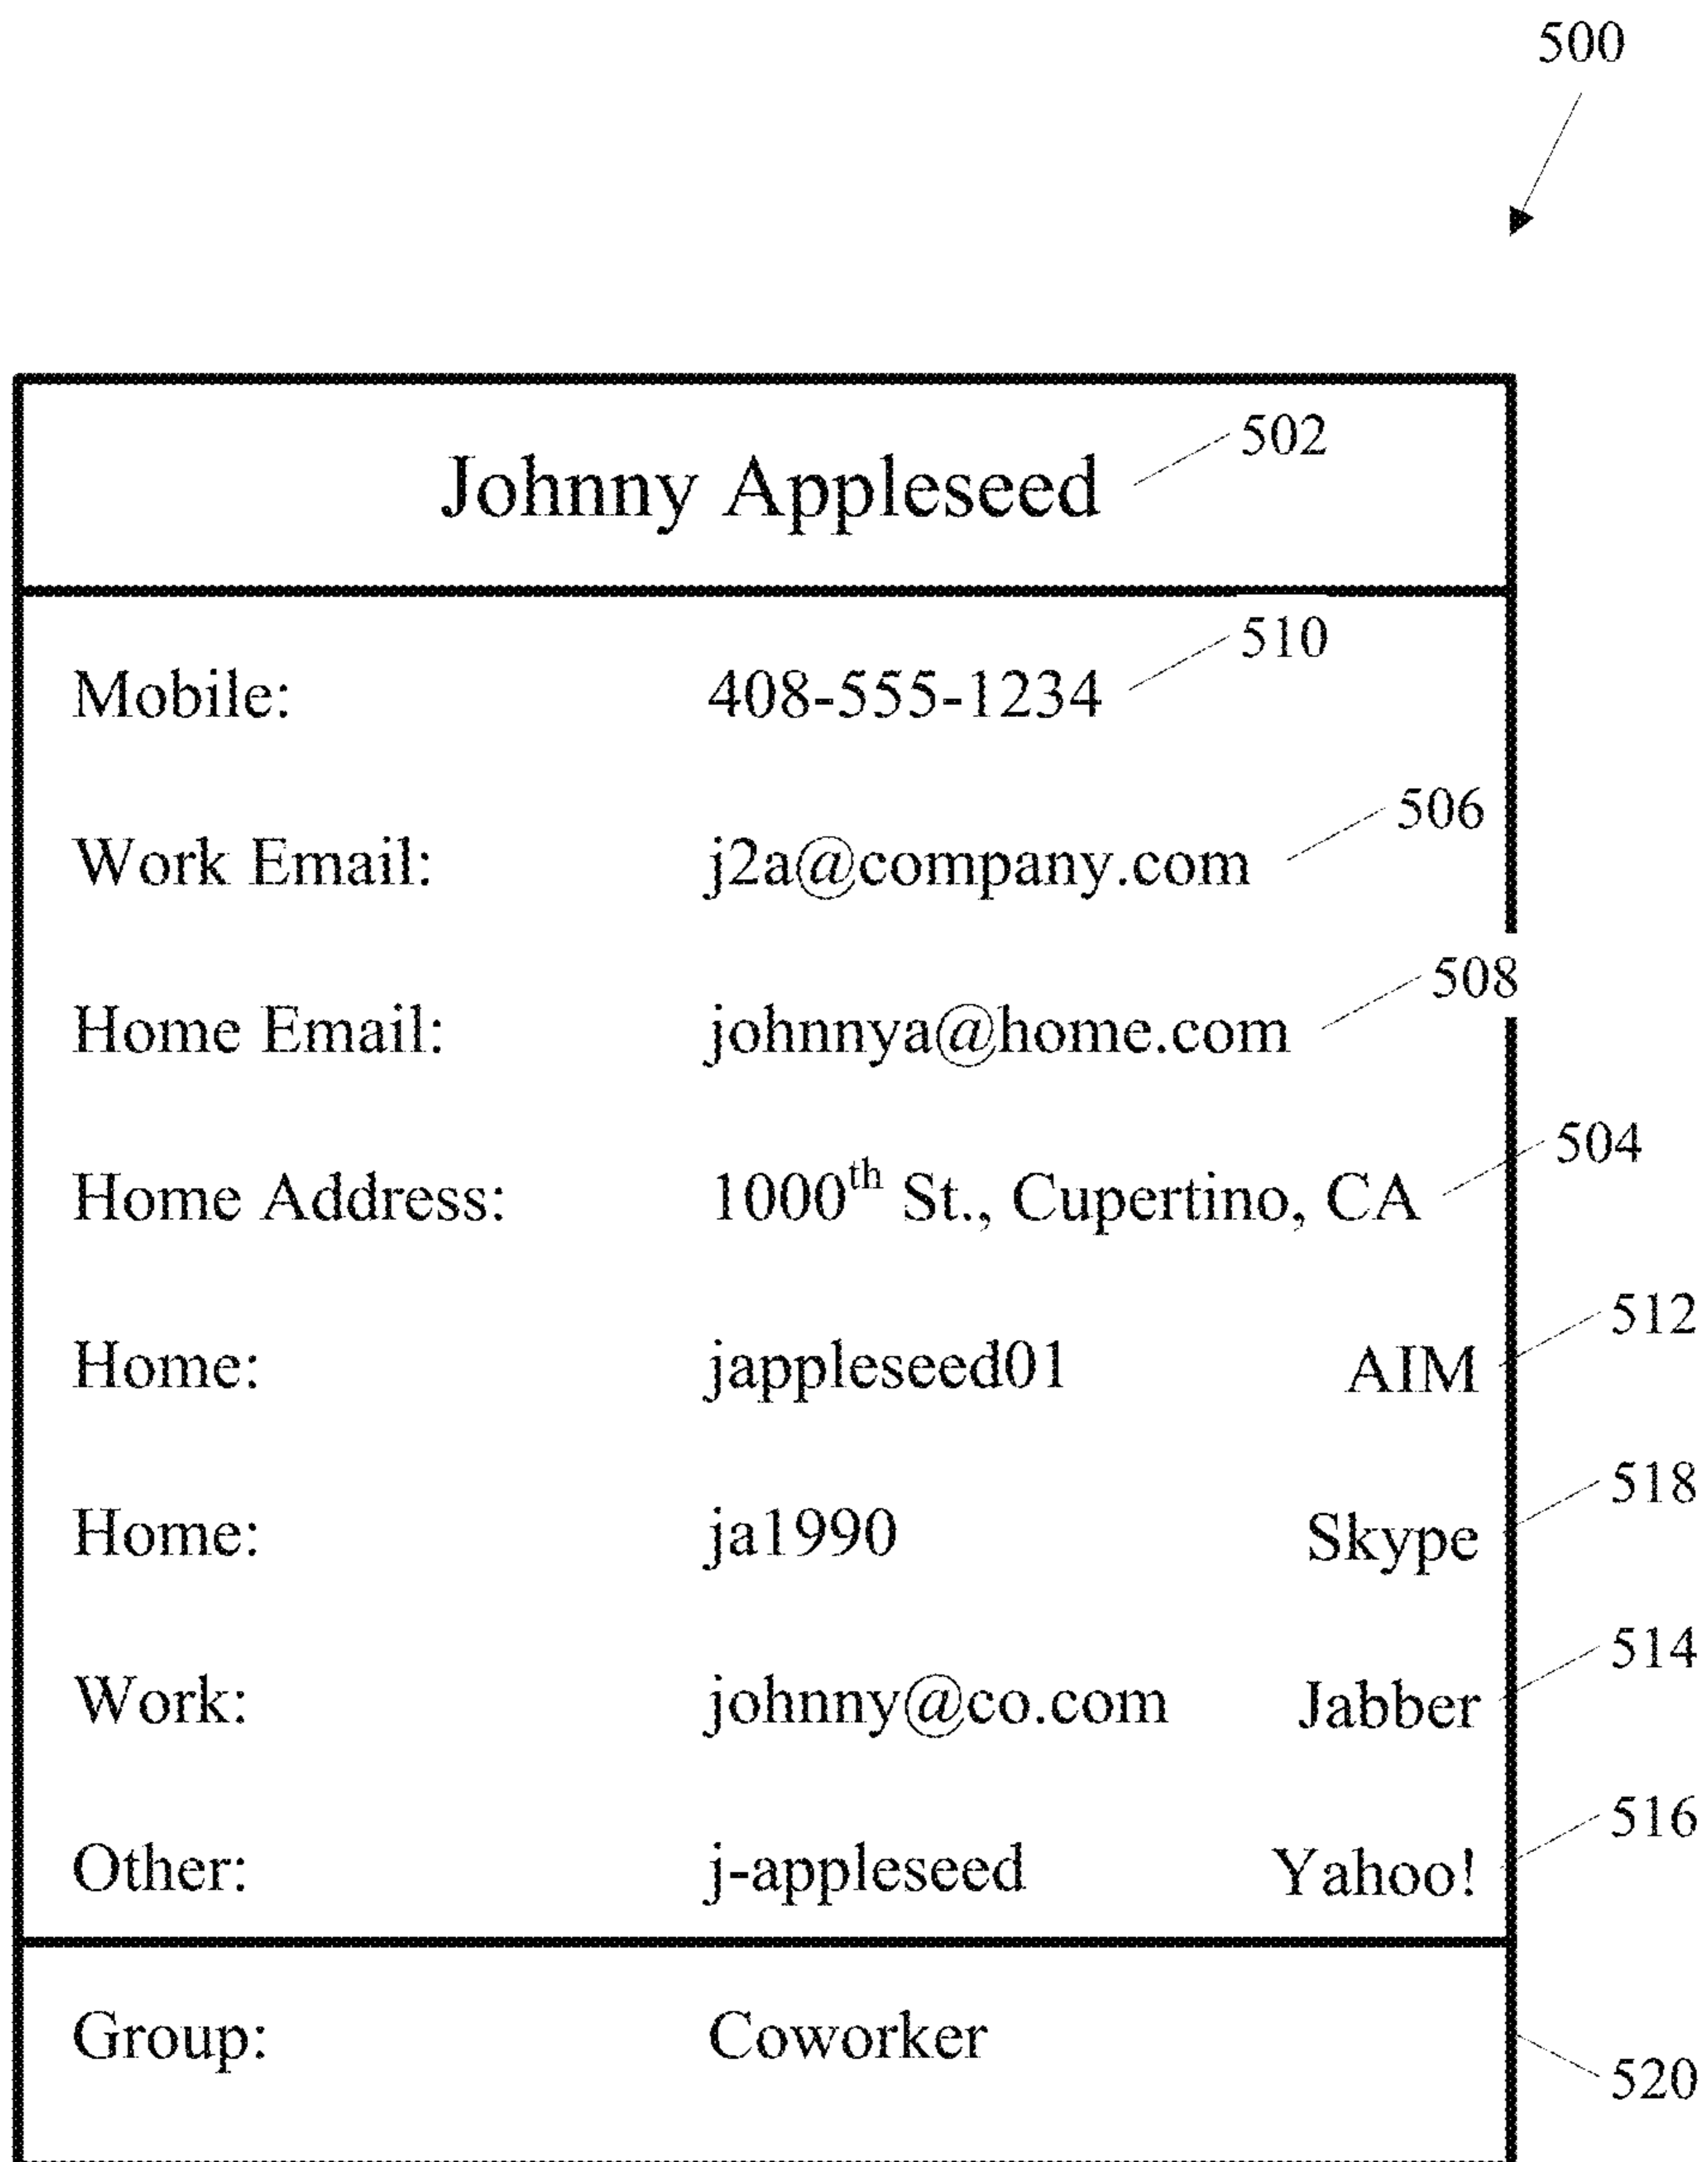 500
Johnny Appleseed 502
Mobile: 408-555-1234 510
Work Email: j2a@company.com 506
Home Email: johnnya@home.com 508
Home Address: 1000th St., Cupertino, CA 504
Home: jappleseed01 AIM 512
Home: ja1990 Skype 518
Work: johnny@co.com Jabber 514
Other: j-appleseed Yahoo! 516
Group: Coworker 520